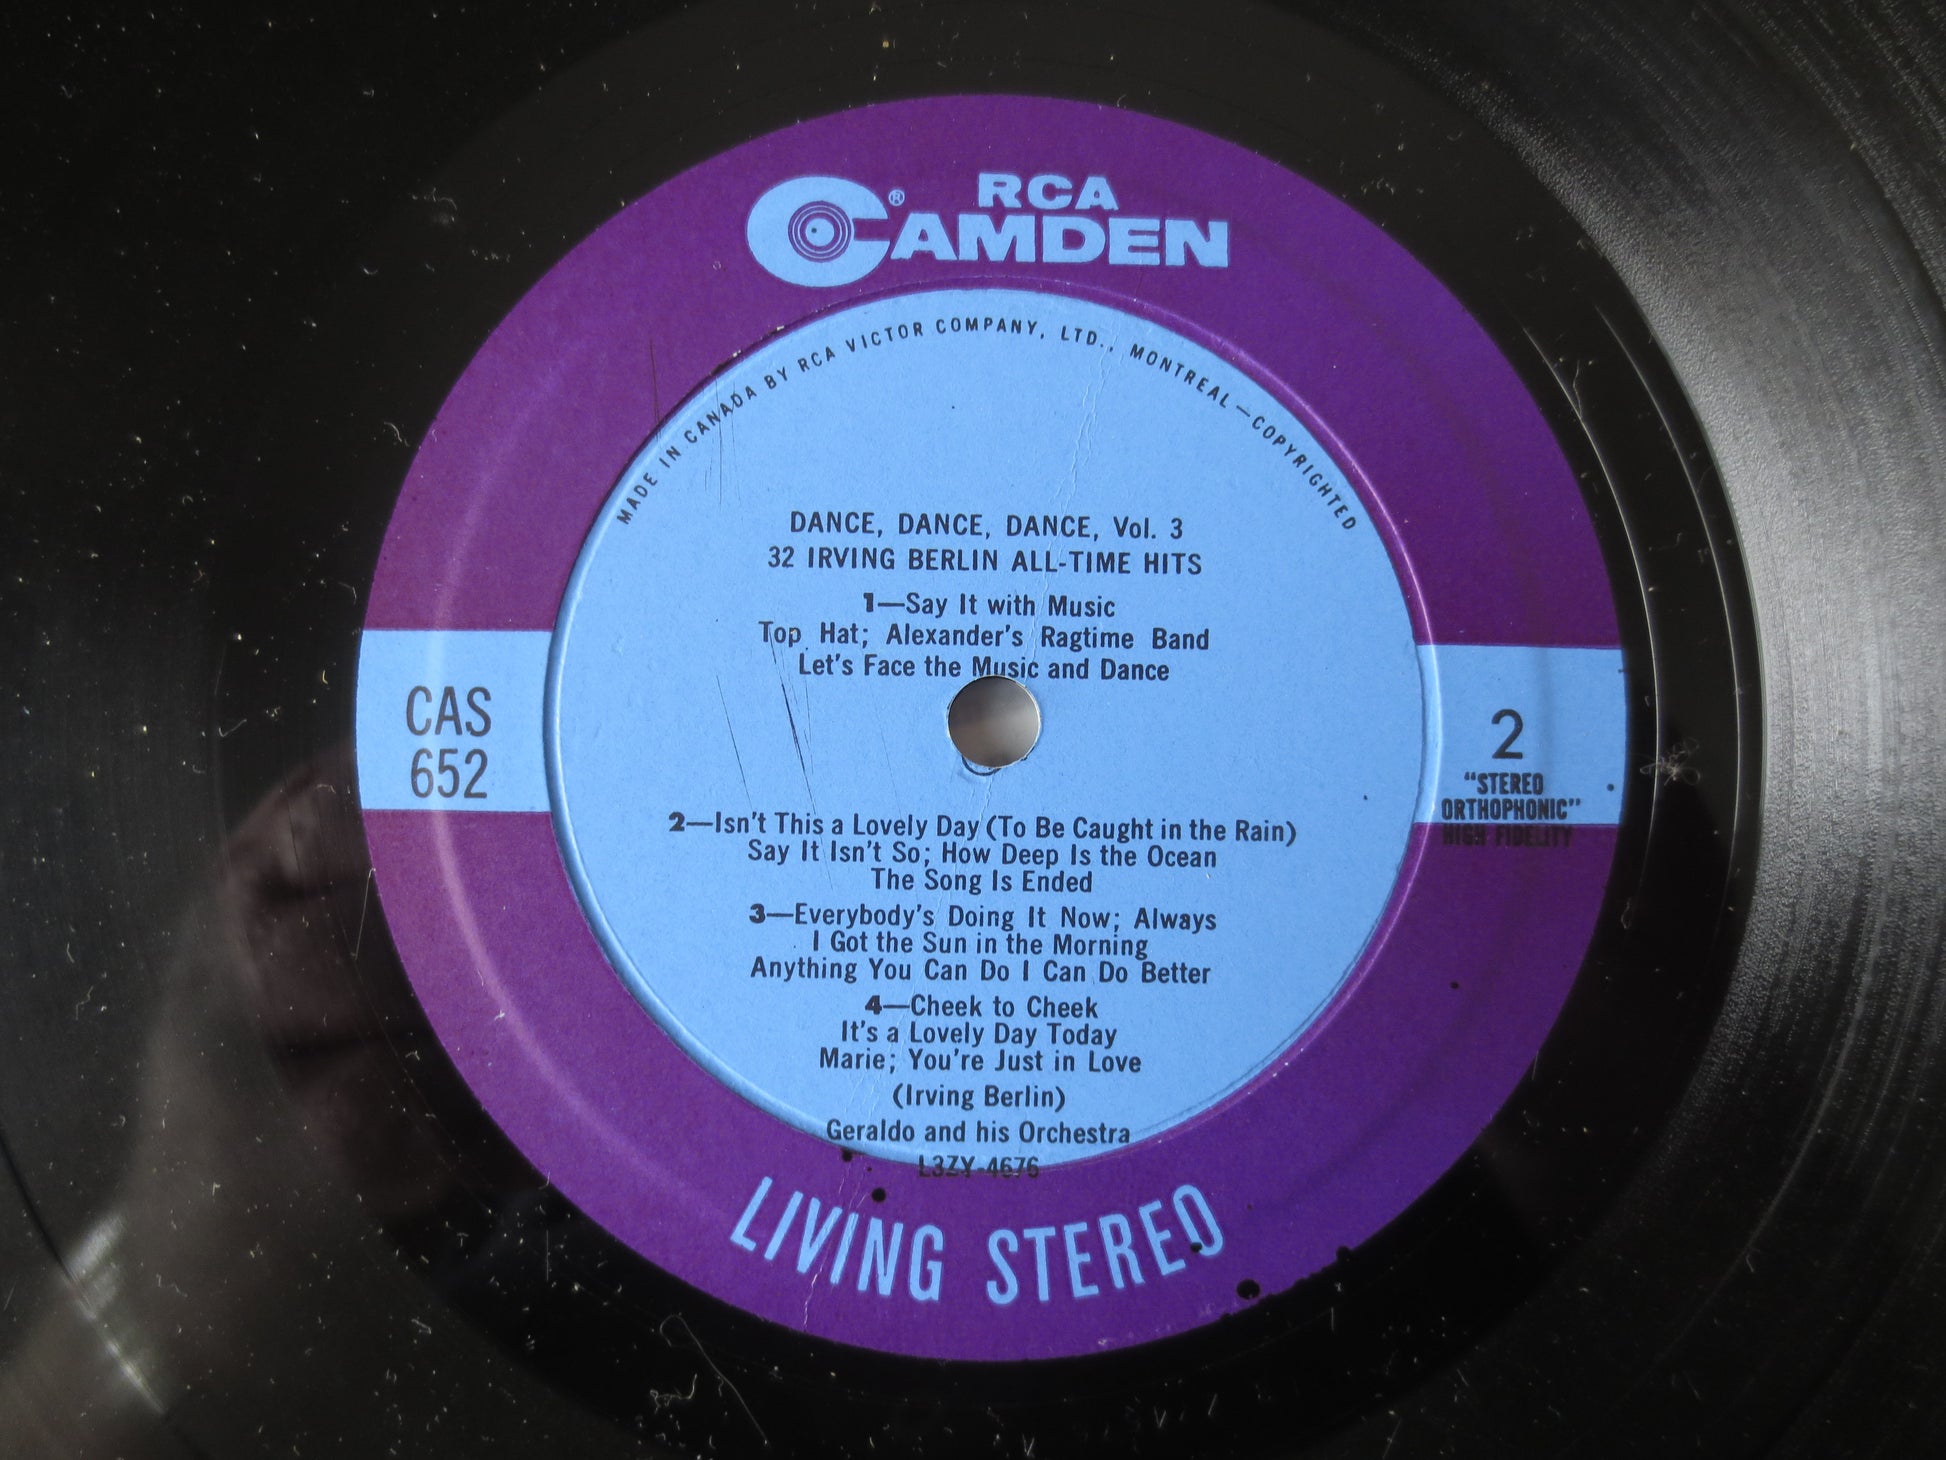 RCA
CAMDEN ®
MADE IN CANADA BY RCA VICTOR COMPANY, LTD., MONTREAL—COPYRIGHTED
DANCE, DANCE, DANCE, Vol. 3
32 IRVING BERLIN ALL-TIME HITS
1—Say It with Music
Top Hat; Alexander's Ragtime Band
Let's Face the Music and Dance
CAS
652
2
"STEREO
ORTHOPHONIC"
HIGH FIDELITY
2—Isn't This a Lovely Day (To Be Caught in the Rain)
Say It Isn't So; How Deep Is the Ocean
The Song Is Ended
3—Everybody's Doing It Now; Always
I Got the Sun in the Morning
Anything You Can Do I Can Do Better
4—Cheek to Cheek
It's a Lovely Day Today
Marie; You're Just in Love
(Irving Berlin)
Geraldo and his Orchestra
L3ZY-4676
LIVING STEREO